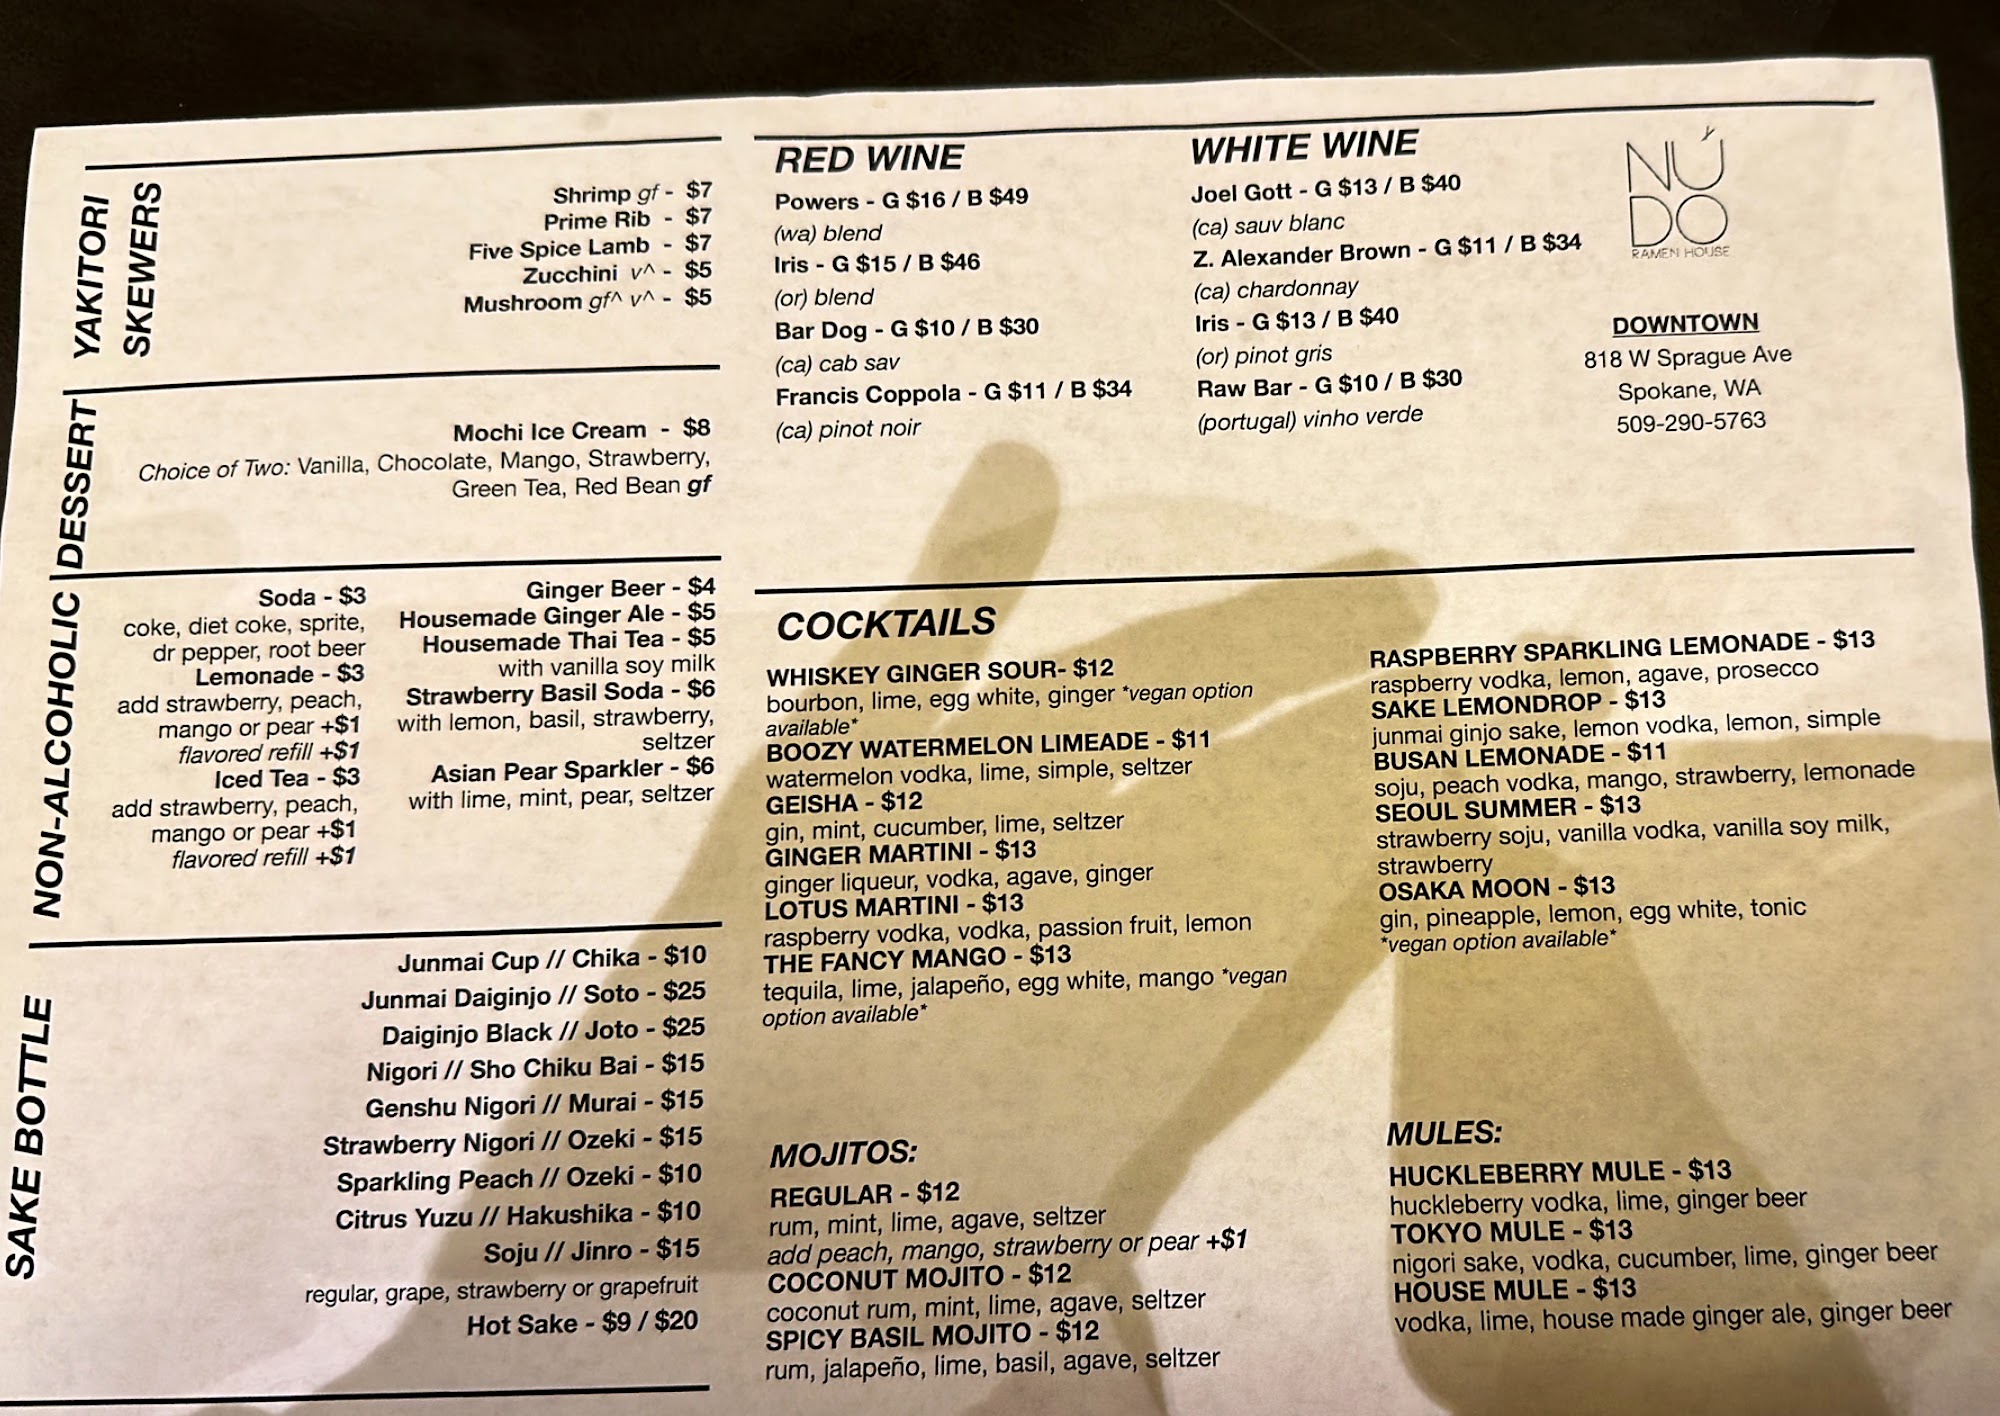 YAKITORI
SKEWERS
Shrimp gf - $7
Prime Rib - $7
Five Spice Lamb - $7
Zucchini v^ - $5
Mushroom gf^ v^ - $5
DESSERT
Mochi Ice Cream - $8
Choice of Two: Vanilla, Chocolate, Mango, Strawberry,
Green Tea, Red Bean gf
NON-ALCOHOLIC
Soda - $3
coke, diet coke, sprite,
dr pepper, root beer
Lemonade - $3
add strawberry, peach,
mango or pear +$1
flavored refill +$1
Iced Tea - $3
add strawberry, peach,
mango or pear +$1
flavored refill +$1
Ginger Beer - $4
Housemade Ginger Ale - $5
Housemade Thai Tea - $5
with vanilla soy milk
Strawberry Basil Soda - $6
with lemon, basil, strawberry,
seltzer
Asian Pear Sparkler - $6
with lime, mint, pear, seltzer
SAKE BOTTLE
Junmai Cup // Chika - $10
Junmai Daiginjo // Soto - $25
Daiginjo Black // Joto - $25
Nigori // Sho Chiku Bai - $15
Genshu Nigori // Murai - $15
Strawberry Nigori // Ozeki - $15
Sparkling Peach // Ozeki - $10
Citrus Yuzu // Hakushika - $10
Soju // Jinro - $15
regular, grape, strawberry or grapefruit
Hot Sake - $9 / $20
RED WINE
Powers - G $16 / B $49
(wa) blend
Iris - G $15 / B $46
(or) blend
Bar Dog - G $10 / B $30
(ca) cab sav
Francis Coppola - G $11 / B $34
(ca) pinot noir
WHITE WINE
Joel Gott - G $13 / B $40
(ca) sauv blanc
Z. Alexander Brown - G $11 / B $34
(ca) chardonnay
Iris - G $13 / B $40
(or) pinot gris
Raw Bar - G $10 / B $30
(portugal) vinho verde
NÚ
DO
RAMEN HOUSE
DOWNTOWN
818 W Sprague Ave
Spokane, WA
509-290-5763
COCKTAILS
WHISKEY GINGER SOUR- $12
bourbon, lime, egg white, ginger *vegan option
available*
BOOZY WATERMELON LIMEADE - $11
watermelon vodka, lime, simple, seltzer
GEISHA - $12
gin, mint, cucumber, lime, seltzer
GINGER MARTINI - $13
ginger liqueur, vodka, agave, ginger
LOTUS MARTINI - $13
raspberry vodka, vodka, passion fruit, lemon
THE FANCY MANGO - $13
tequila, lime, jalapeño, egg white, mango *vegan
option available*
RASPBERRY SPARKLING LEMONADE - $13
raspberry vodka, lemon, agave, prosecco
SAKE LEMONDROP - $13
junmai ginjo sake, lemon vodka, lemon, simple
BUSAN LEMONADE - $11
soju, peach vodka, mango, strawberry, lemonade
SEOUL SUMMER - $13
strawberry soju, vanilla vodka, vanilla soy milk,
strawberry
OSAKA MOON - $13
gin, pineapple, lemon, egg white, tonic
*vegan option available*
MOJITOS:
REGULAR - $12
rum, mint, lime, agave, seltzer
add peach, mango, strawberry or pear +$1
COCONUT MOJITO - $12
coconut rum, mint, lime, agave, seltzer
SPICY BASIL MOJITO - $12
rum, jalapeño, lime, basil, agave, seltzer
MULES:
HUCKLEBERRY MULE - $13
huckleberry vodka, lime, ginger beer
TOKYO MULE - $13
nigori sake, vodka, cucumber, lime, ginger beer
HOUSE MULE - $13
vodka, lime, house made ginger ale, ginger beer